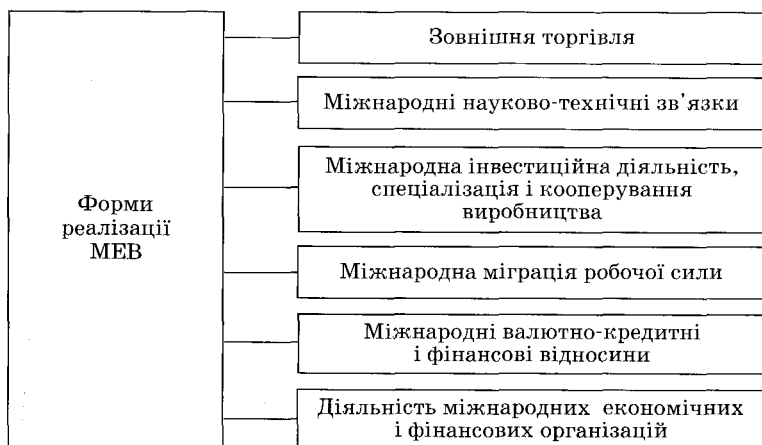 Форми
реалізації
МЕВ
Зовнішня торгівля
Міжнародні науково-технічні зв'язки
Міжнародна інвестиційна діяльність,
спеціалізація і кооперування
виробництва
Міжнародна міграція робочої сили
Міжнародні валютно-кредитні
і фінансові відносини
Діяльність міжнародних економічних
і фінансових організацій